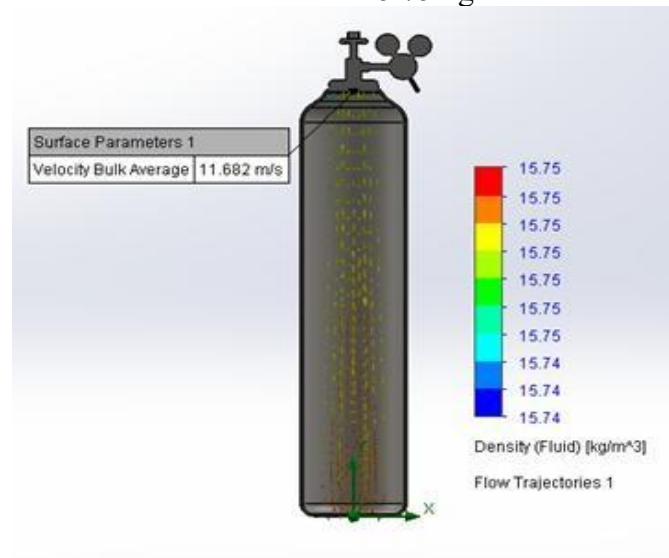 Surface Parameters 1
Velocity Bulk Average 11.682 m/s
15.75
15.75
15.75
15.75
15.75
15.75
15.75
15.74
15.74
15.74
Density (Fluid) [kg/m^3]
Flow Trajectories 1
X